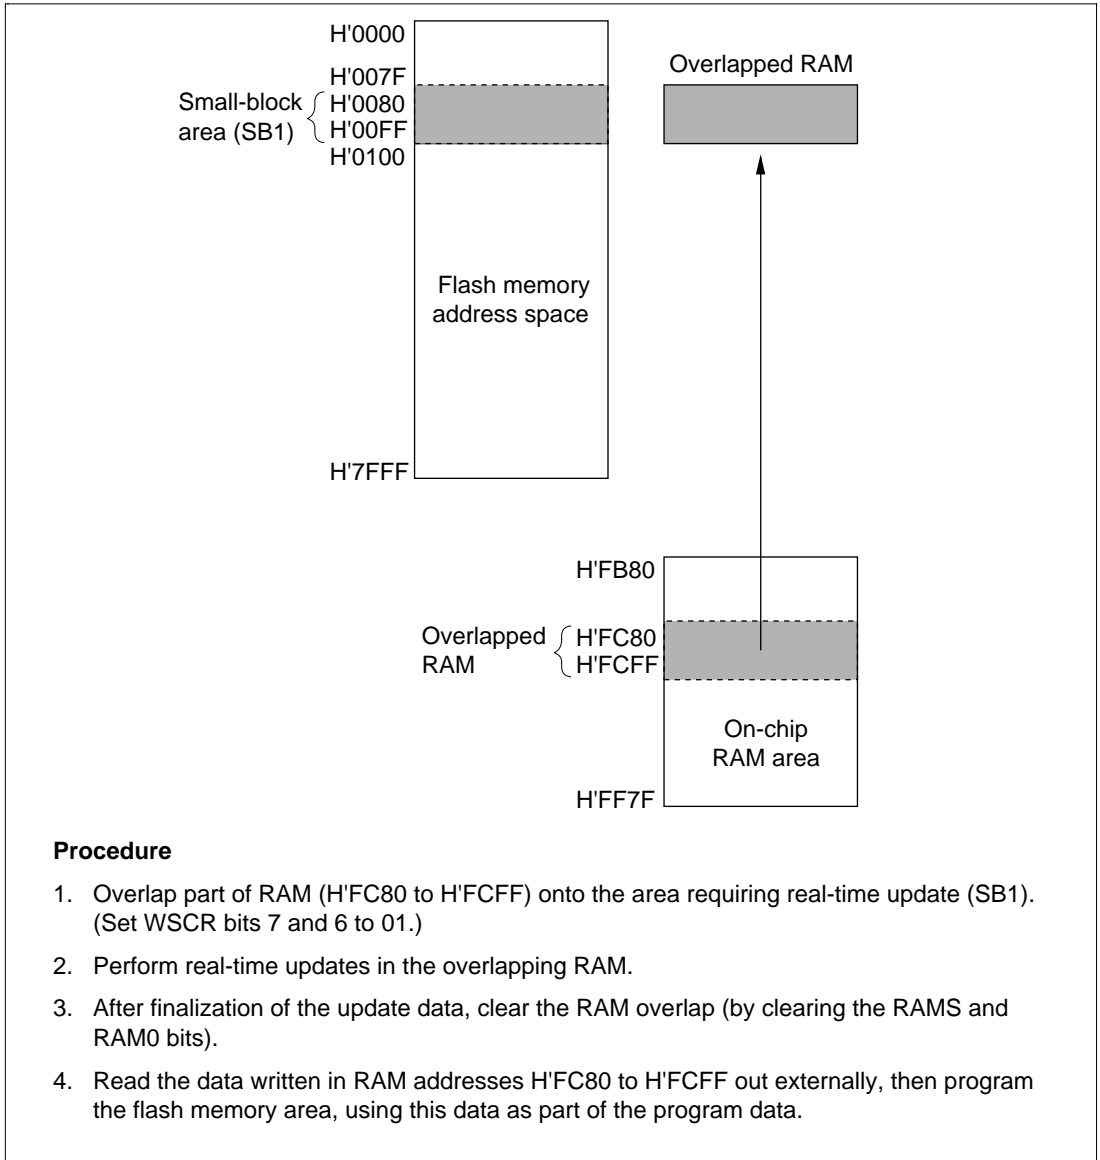 H'0000
H'007F
Small-block
area (SB1)
H'0080
H'00FF
H'0100
Overlapped RAM
Flash memory
address space
H'7FFF
H'FB80
Overlapped
RAM
H'FC80
H'FCFF
On-chip
RAM area
H'FF7F
Procedure
1. Overlap part of RAM (H'FC80 to H'FCFF) onto the area requiring real-time update (SB1).
(Set WSCR bits 7 and 6 to 01.)
2. Perform real-time updates in the overlapping RAM.
3. After finalization of the update data, clear the RAM overlap (by clearing the RAMS and
RAM0 bits).
4. Read the data written in RAM addresses H'FC80 to H'FCFF out externally, then program
the flash memory area, using this data as part of the program data.